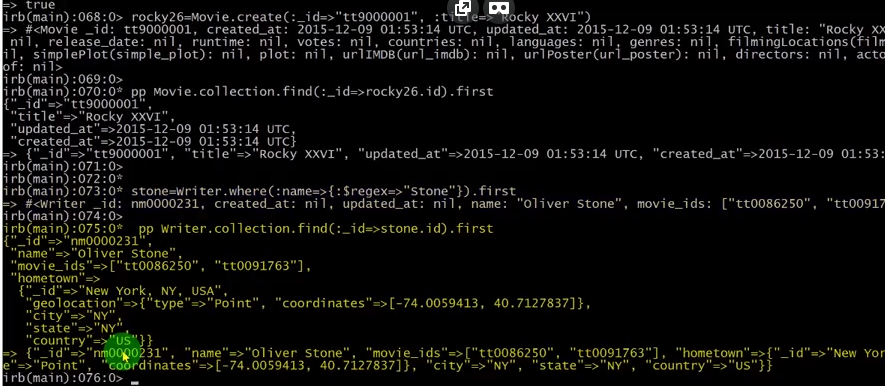 => true
irb(main):068:0> rocky26=Movie.create(:_id=>"tt9000001", :title=>"Rocky XXVI")
=> #<Movie _id: tt9000001, created_at: 2015-12-09 01:53:14 UTC, updated_at: 2015-12-09 01:53:14 UTC, title: "Rocky XX
nil, release_date: nil, runtime: nil, votes: nil, countries: nil, languages: nil, genres: nil, filmingLocations(film
il, simplePlot(simple_plot): nil, plot: nil, urlIMDB(url_imdb): nil, urlPoster(url_poster): nil, directors: nil, acto
of: nil>
irb(main):069:0>
irb(main):070:0* pp Movie.collection.find(:_id=>rocky26.id).first
{"_id"=>"tt9000001",
"title"=>"Rocky XXVI",
"updated_at"=>2015-12-09 01:53:14 UTC,
"created_at"=>2015-12-09 01:53:14 UTC}
=> {"_id"=>"tt9000001", "title"=>"Rocky XXVI", "updated_at"=>2015-12-09 01:53:14 UTC, "created_at"=>2015-12-09 01:53:
irb(main):071:0>
irb(main):072:0*
irb(main):073:0* stone=Writer.where(:name=>{:$regex=>"Stone"}).first
=> #<Writer _id: nm0000231, created_at: nil, updated_at: nil, name: "Oliver Stone", movie_ids: ["tt0086250", "tt00917
irb(main):074:0>
irb(main):075:0* pp Writer.collection.find(:_id=>stone.id).first
{"_id"=>"nm0000231",
"name"=>"Oliver Stone",
"movie_ids"=>["tt0086250", "tt0091763"],
"hometown"=>
{"_id"=>"New York, NY, USA",
"geolocation"=>{"type"=>"Point", "coordinates"=>[-74.0059413, 40.7127837]},
"city"=>"NY",
"state"=>"NY",
"country"=>"US"}}
=> {"_id"=>"nm0000231", "name"=>"Oliver Stone", "movie_ids"=>["tt0086250", "tt0091763"], "hometown"=>{"_id"=>"New Yor
e"=>"Point", "coordinates"=>[-74.0059413, 40.7127837]}, "city"=>"NY", "state"=>"NY", "country"=>"US"}}
irb(main):076:0>